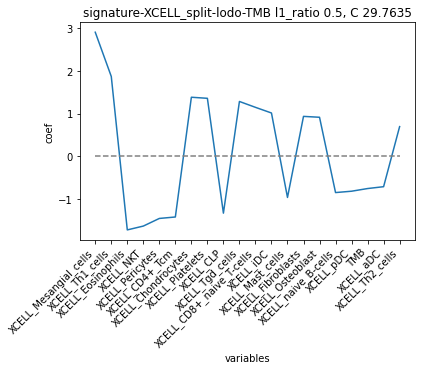 signature-XCELL_split-lodo-TMB l1_ratio 0.5, C 29.7635
3
2
1
0
−1
coef
XCELL_Mesangial_cells
XCELL_Th1_cells
XCELL_Eosinophils
XCELL_NKT
XCELL_Pericytes
XCELL_CD4+_Tcm
XCELL_Chondrocytes
XCELL_Platelets
XCELL_CLP
XCELL_Tgd_cells
XCELL_CD8+_naive_T-cells
XCELL_iDC
XCELL_Mast_cells
XCELL_Fibroblasts
XCELL_Osteoblast
XCELL_naive_B-cells
XCELL_pDC
TMB
XCELL_aDC
XCELL_Th2_cells
variables